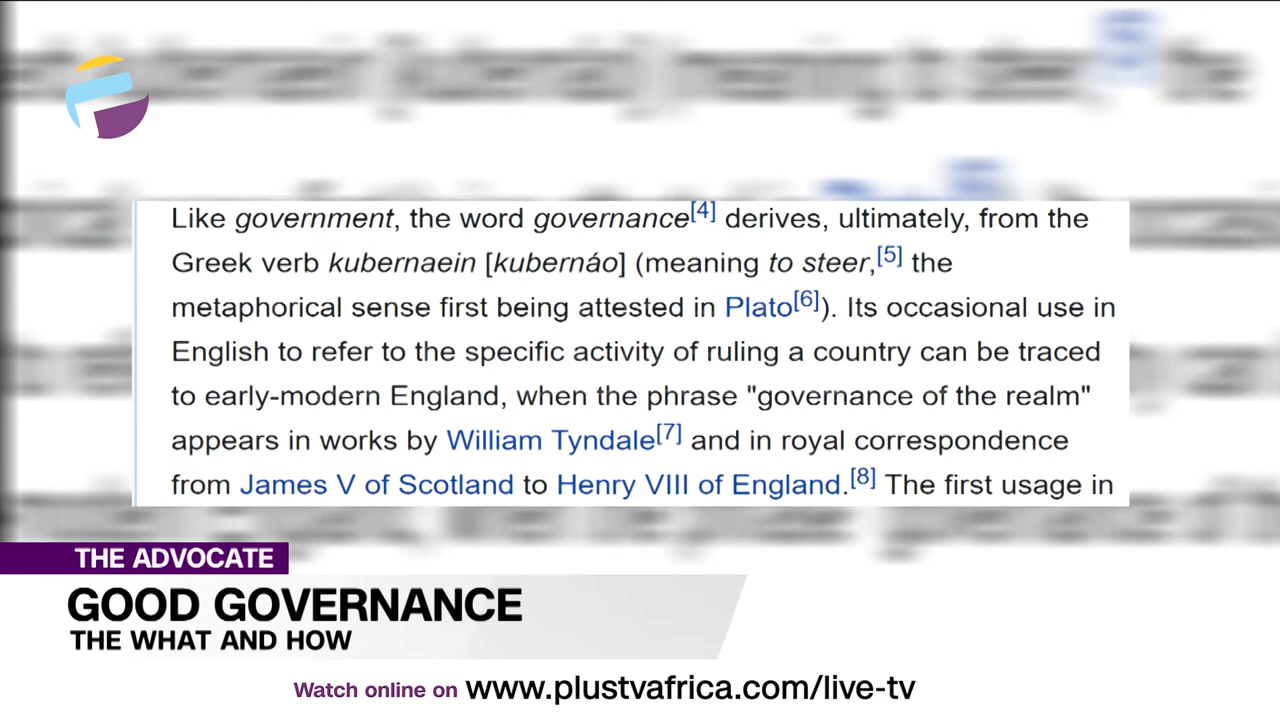 Like government, the word governance[4] derives, ultimately, from the
Greek verb kubernaein [kubernáo] (meaning to steer,[5] the
metaphorical sense first being attested in Plato[6]). Its occasional use in
English to refer to the specific activity of ruling a country can be traced
to early-modern England, when the phrase "governance of the realm"
appears in works by William Tyndale[7] and in royal correspondence
from James V of Scotland to Henry VIII of England.[8] The first usage in
THE ADVOCATE
GOOD GOVERNANCE
THE WHAT AND HOW
Watch online on www.plustvafrica.com/live-tv